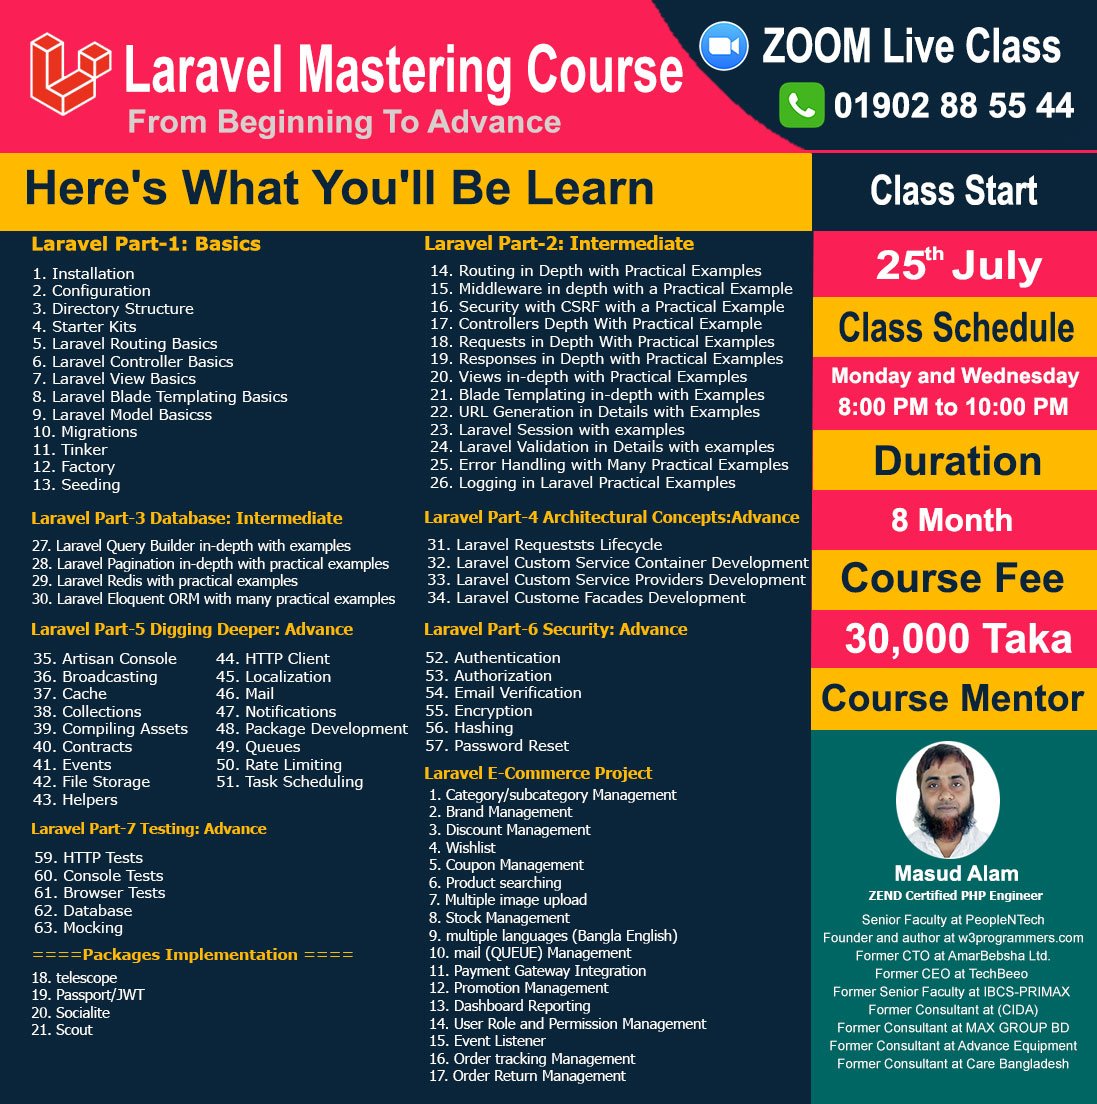 Laravel Mastering Course
From Beginning To Advance
ZOOM Live Class
01902 88 55 44
Here's What You'll Be Learn
Laravel Part-1: Basics
1. Installation
2. Configuration
3. Directory Structure
4. Starter Kits
5. Laravel Routing Basics
6. Laravel Controller Basics
7. Laravel View Basics
8. Laravel Blade Templating Basics
9. Laravel Model Basicss
10. Migrations
11. Tinker
12. Factory
13. Seeding
Laravel Part-2: Intermediate
14. Routing in Depth with Practical Examples
15. Middleware in depth with a Practical Example
16. Security with CSRF with a Practical Example
17. Controllers Depth With Practical Example
18. Requests in Depth With Practical Examples
19. Responses in Depth with Practical Examples
20. Views in-depth with Practical Examples
21. Blade Templating in-depth with Examples
22. URL Generation in Details with Examples
23. Laravel Session with examples
24. Laravel Validation in Details with examples
25. Error Handling with Many Practical Examples
26. Logging in Laravel Practical Examples
Laravel Part-3 Database: Intermediate
27. Laravel Query Builder in-depth with examples
28. Laravel Pagination in-depth with practical examples
29. Laravel Redis with practical examples
30. Laravel Eloquent ORM with many practical examples
Laravel Part-4 Architectural Concepts:Advance
31. Laravel Requeststs Lifecycle
32. Laravel Custom Service Container Development
33. Laravel Custom Service Providers Development
34. Laravel Custome Facades Development
Laravel Part-5 Digging Deeper: Advance
35. Artisan Console
36. Broadcasting
37. Cache
38. Collections
39. Compiling Assets
40. Contracts
41. Events
42. File Storage
43. Helpers
44. HTTP Client
45. Localization
46. Mail
47. Notifications
48. Package Development
49. Queues
50. Rate Limiting
51. Task Scheduling
Laravel Part-6 Security: Advance
52. Authentication
53. Authorization
54. Email Verification
55. Encryption
56. Hashing
57. Password Reset
Laravel Part-7 Testing: Advance
59. HTTP Tests
60. Console Tests
61. Browser Tests
62. Database
63. Mocking
====Packages Implementation ====
18. telescope
19. Passport/JWT
20. Socialite
21. Scout
Laravel E-Commerce Project
1. Category/subcategory Management
2. Brand Management
3. Discount Management
4. Wishlist
5. Coupon Management
6. Product searching
7. Multiple image upload
8. Stock Management
9. multiple languages (Bangla English)
10. mail (QUEUE) Management
11. Payment Gateway Integration
12. Promotion Management
13. Dashboard Reporting
14. User Role and Permission Management
15. Event Listener
16. Order tracking Management
17. Order Return Management
Class Start
25th July
Class Schedule
Monday and Wednesday
8:00 PM to 10:00 PM
Duration
8 Month
Course Fee
30,000 Taka
Course Mentor
Masud Alam
ZEND Certified PHP Engineer
Senior Faculty at PeopleNTech
Founder and author at w3programmers.com
Former CTO at AmarBebsha Ltd.
Former CEO at TechBeeo
Former Senior Faculty at IBCS-PRIMAX
Former Consultant at (CIDA)
Former Consultant at MAX GROUP BD
Former Consultant at Advance Equipment
Former Consultant at Care Bangladesh